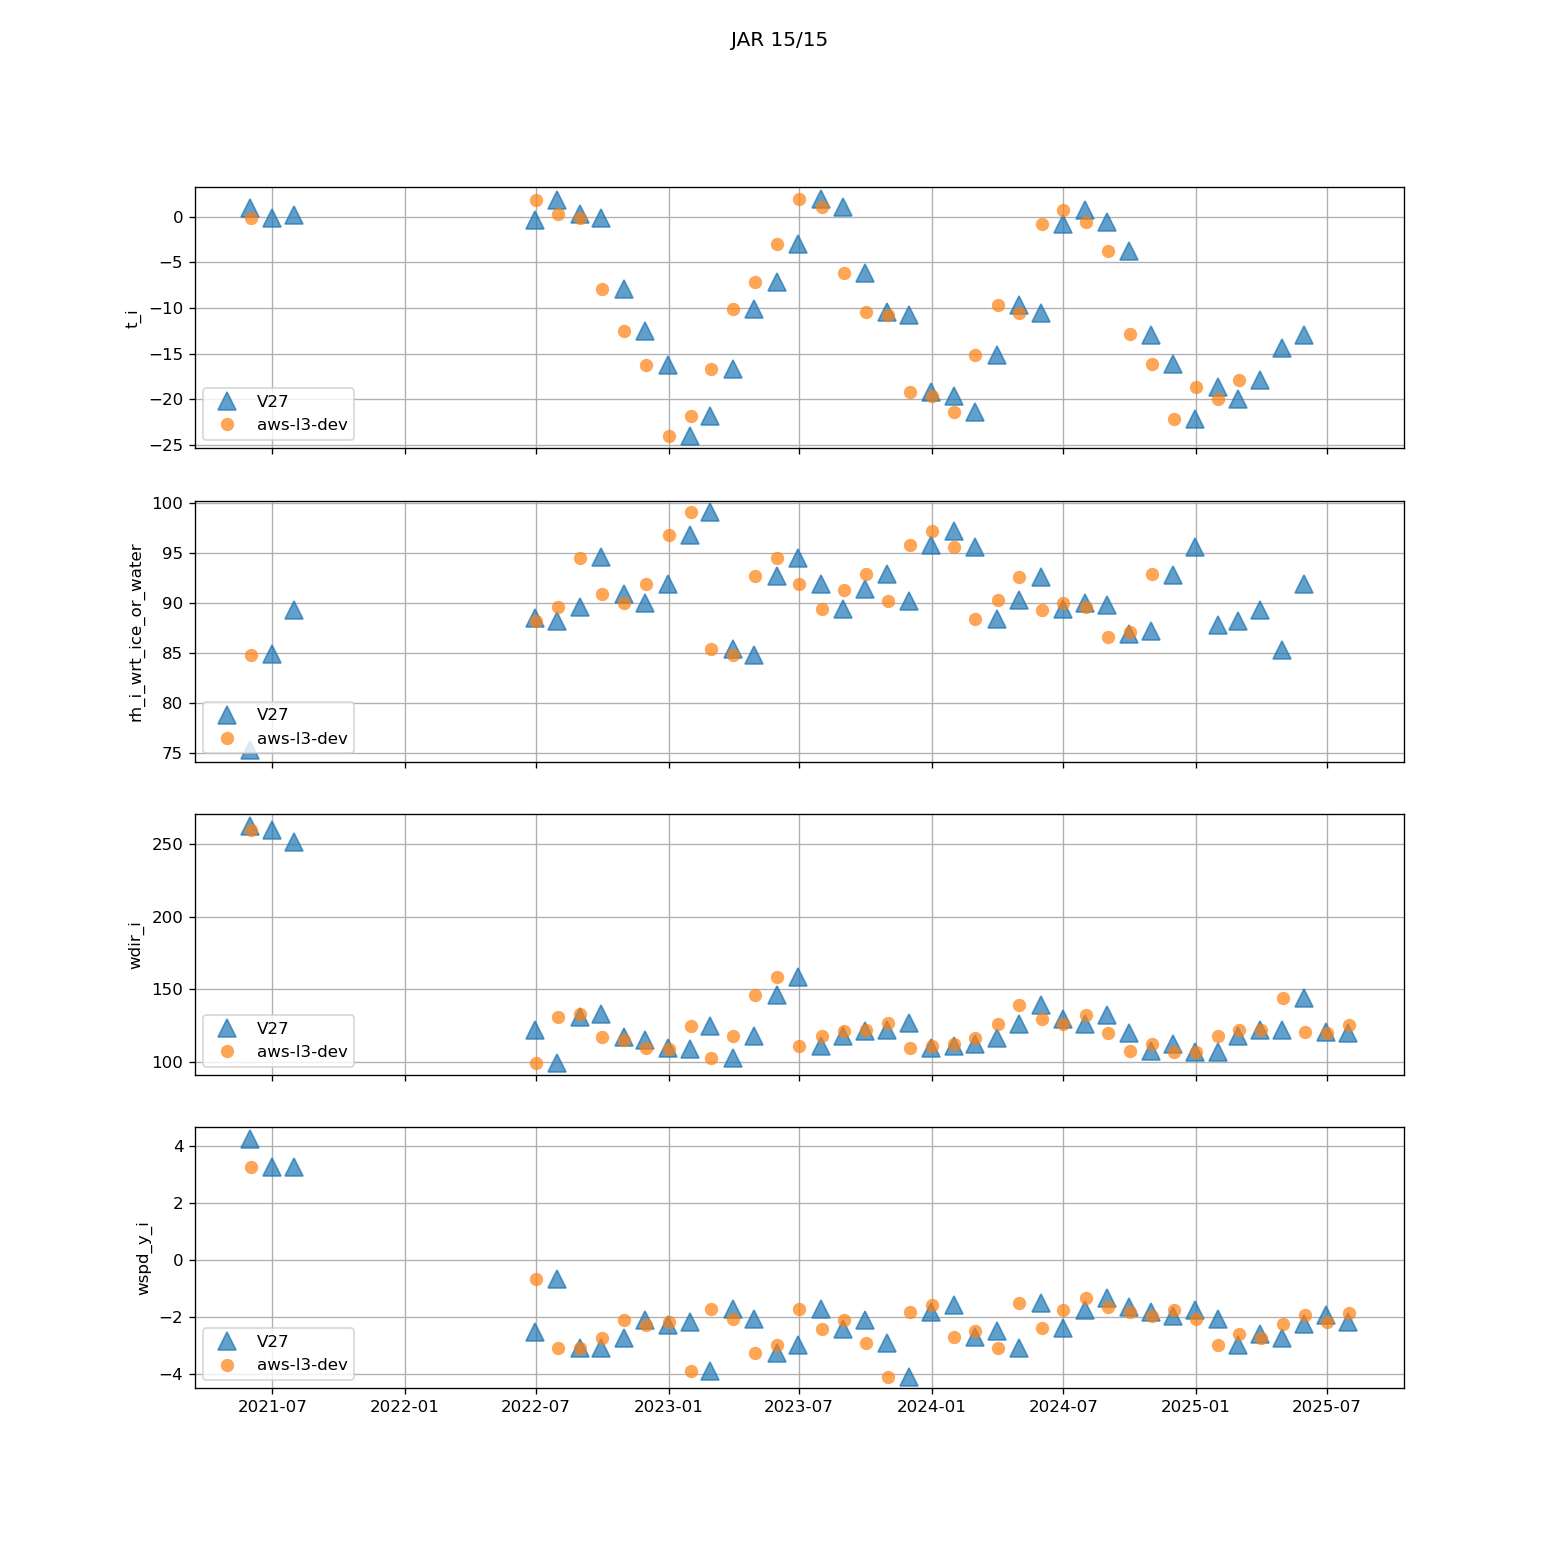 JAR 15/15
t_i
0
−5
−10
−15
−20
−25
V27
aws-l3-dev
rh_i_wrt_ice_or_water
100
95
90
85
80
75
V27
aws-l3-dev
wdir_i
250
200
150
100
V27
aws-l3-dev
wspd_y_i
4
2
0
−2
−4
V27
aws-l3-dev
2021-07 2022-01 2022-07 2023-01 2023-07 2024-01 2024-07 2025-01 2025-07